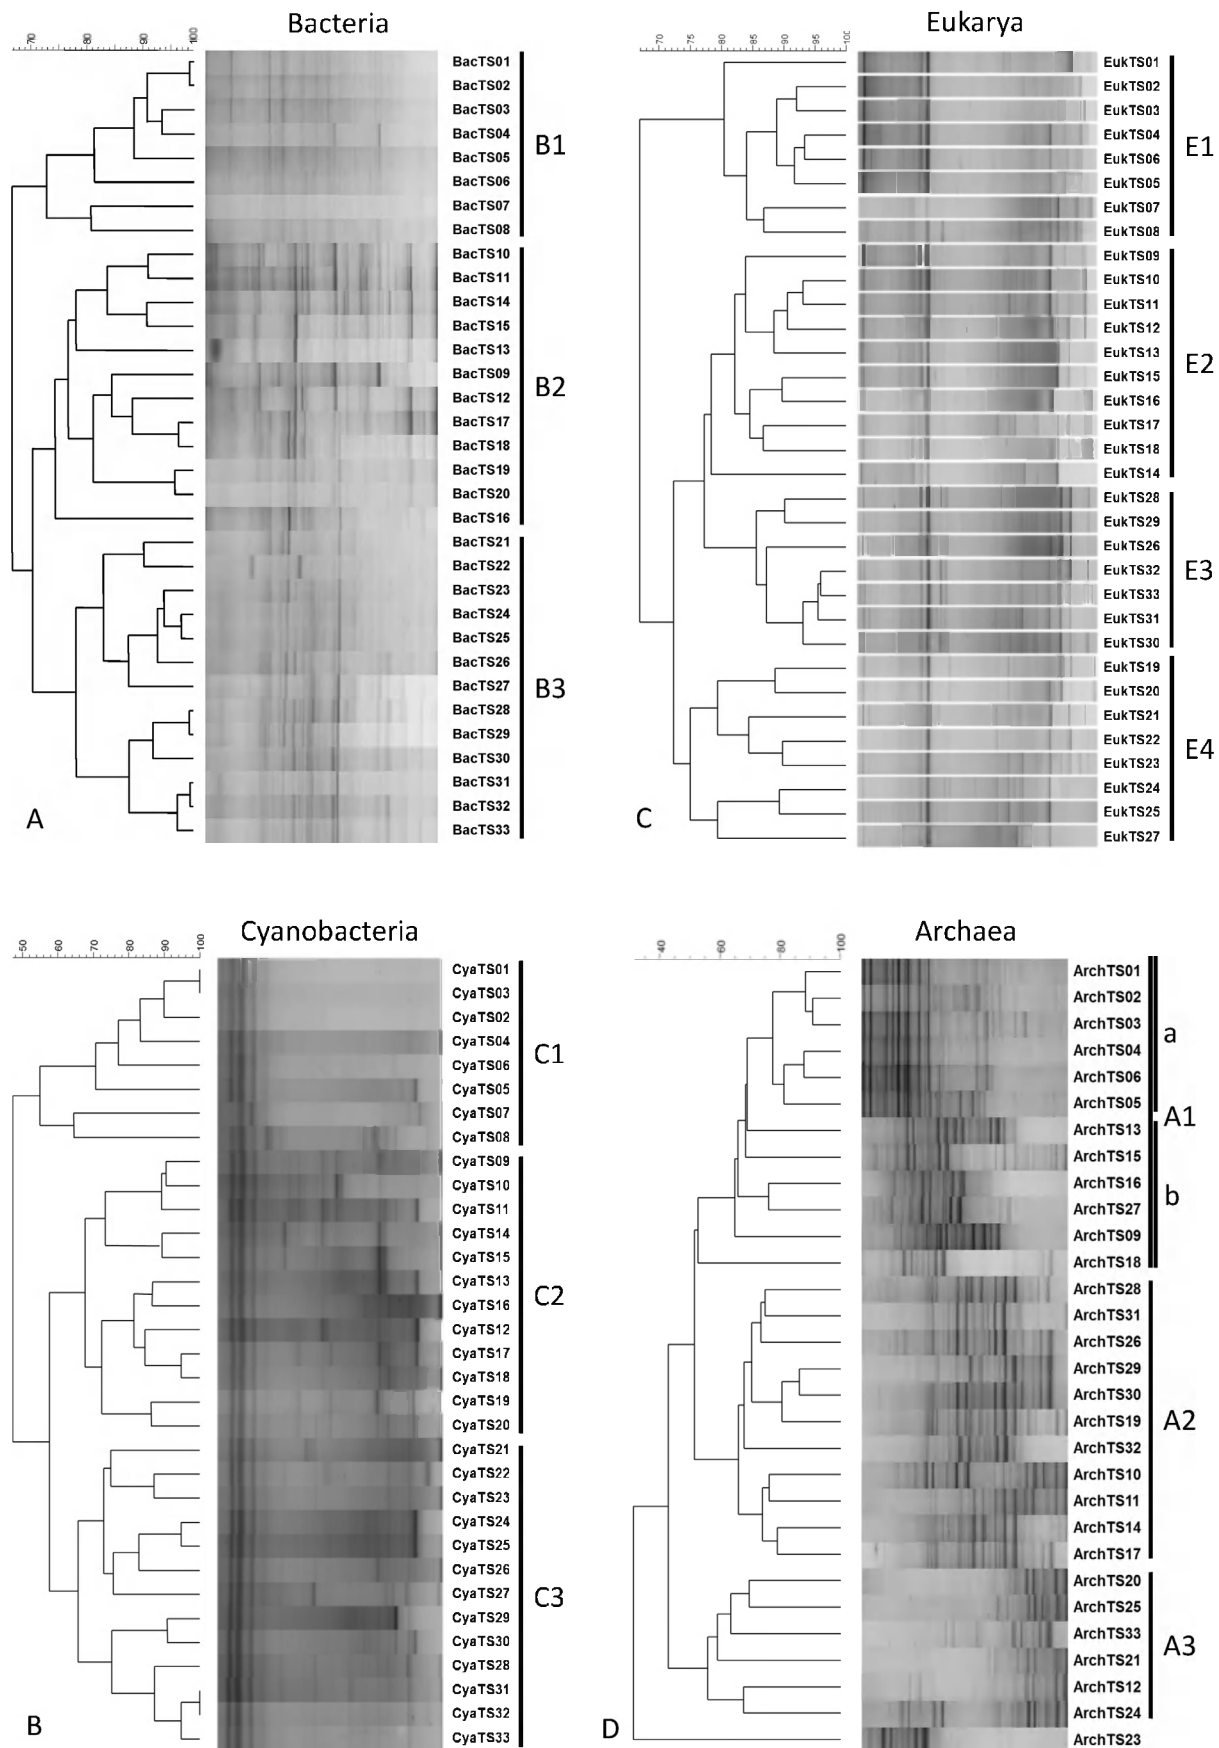 Bacteria
70 80 90 100
BacTS01
BacTS02
BacTS03
BacTS04
BacTS05
BacTS06
BacTS07
BacTS08
B1
BacTS10
BacTS11
BacTS14
BacTS15
BacTS13
BacTS09
BacTS12
BacTS17
BacTS18
BacTS19
BacTS20
BacTS16
B2
BacTS21
BacTS22
BacTS23
BacTS24
BacTS25
BacTS26
BacTS27
BacTS28
BacTS29
BacTS30
BacTS31
BacTS32
BacTS33
B3
A
Eukarya
70 75 80 85 90 95 100
EukTS01
EukTS02
EukTS03
EukTS04
EukTS06
EukTS05
EukTS07
EukTS08
E1
EukTS09
EukTS10
EukTS11
EukTS12
EukTS13
EukTS15
EukTS16
EukTS17
EukTS18
EukTS14
E2
EukTS28
EukTS29
EukTS26
EukTS32
EukTS33
EukTS31
EukTS30
E3
EukTS19
EukTS20
EukTS21
EukTS22
EukTS23
EukTS24
EukTS25
EukTS27
E4
C
Cyanobacteria
50 60 70 80 90 100
CyaTS01
CyaTS03
CyaTS02
CyaTS04
CyaTS06
CyaTS05
CyaTS07
CyaTS08
C1
CyaTS09
CyaTS10
CyaTS11
CyaTS14
CyaTS15
CyaTS13
CyaTS16
CyaTS12
CyaTS17
CyaTS18
CyaTS19
CyaTS20
C2
CyaTS21
CyaTS22
CyaTS23
CyaTS24
CyaTS25
CyaTS26
CyaTS27
CyaTS29
CyaTS30
CyaTS28
CyaTS31
CyaTS32
CyaTS33
C3
B
Archaea
40 60 80 100
ArchTS01
ArchTS02
ArchTS03
ArchTS04
ArchTS06
ArchTS05
a
A1
ArchTS13
ArchTS15
ArchTS16
ArchTS27
ArchTS09
ArchTS18
b
ArchTS28
ArchTS31
ArchTS26
ArchTS29
ArchTS30
ArchTS19
ArchTS32
ArchTS10
ArchTS11
ArchTS14
ArchTS17
A2
ArchTS20
ArchTS25
ArchTS33
ArchTS21
ArchTS12
ArchTS24
A3
ArchTS23
D